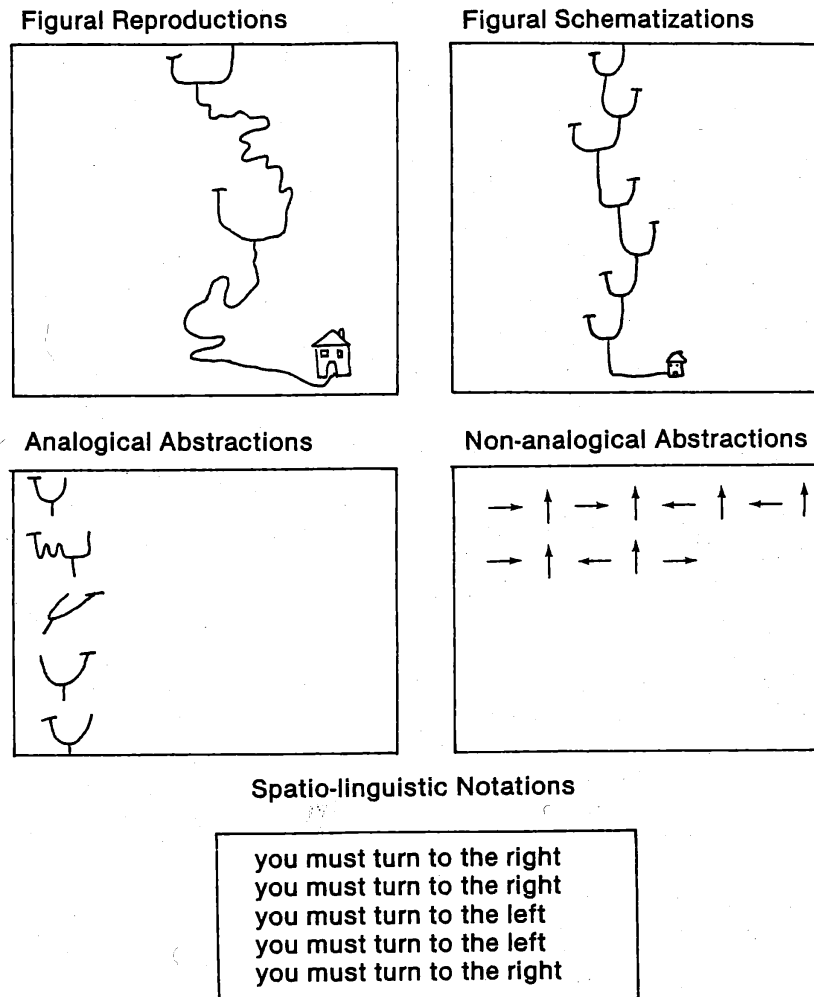 Figural Reproductions
Figural Schematizations
Analogical Abstractions
Non-analogical Abstractions
Spatio-linguistic Notations
you must turn to the right
you must turn to the right
you must turn to the left
you must turn to the left
you must turn to the right